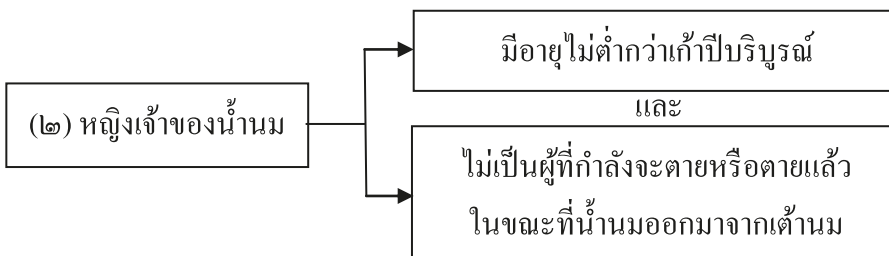 มีอายุไม่ต่ำกว่าเก้าปีบริบูรณ์
(๒) หญิงเจ้าของน้ำนม
และ
ไม่เป็นผู้ที่กำลังจะตายหรือตายแล้ว
ในขณะที่น้ำนมออกมาจากเต้านม